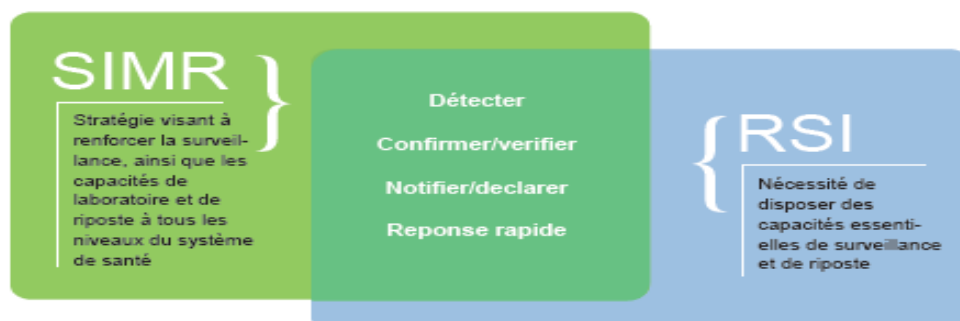 SIMR
Stratégie visant à
renforcer la surveil-
lance, ainsi que les
capacités de
laboratoire et de
riposte à tous les
niveaux du système
de santé
Détecter
Confirmer/verifier
Notifier/declarer
Reponse rapide
RSI
Nécessité de
disposer des
capacités essenti-
elles de surveillance
et de riposte